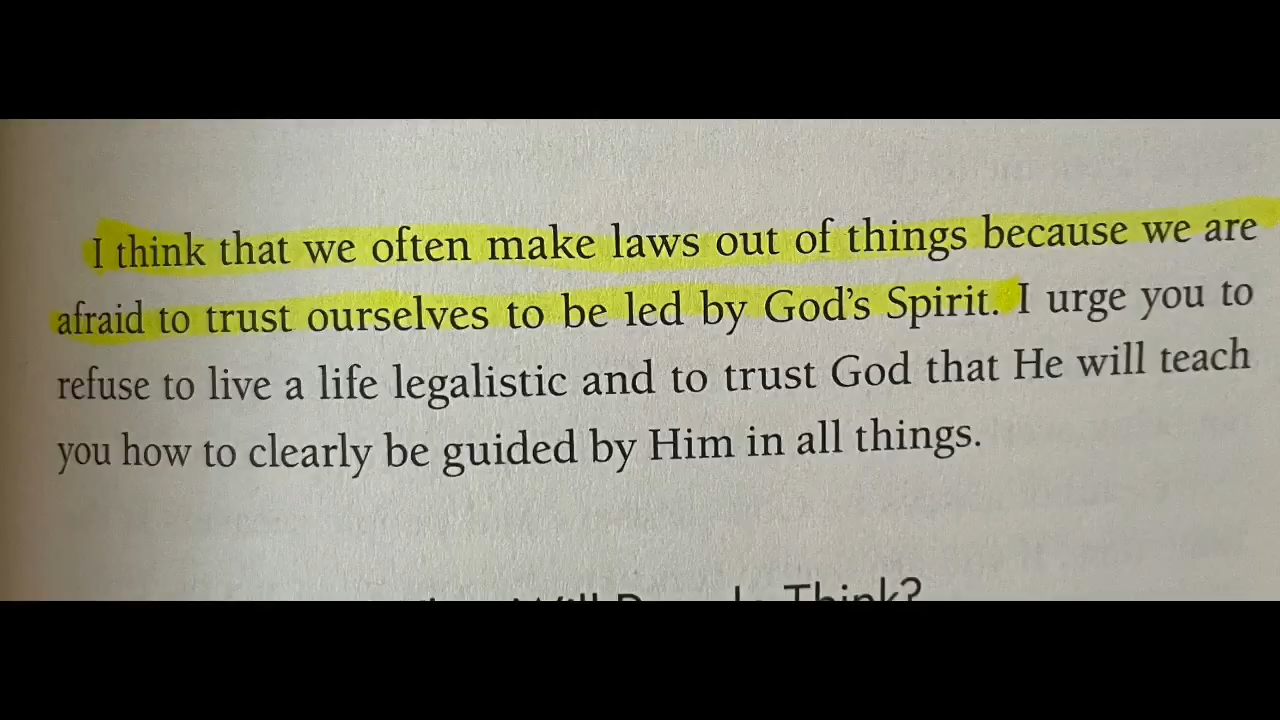 I think that we often make laws out of things because we are
afraid to trust ourselves to be led by God's Spirit. I urge you to
refuse to live a life legalistic and to trust God that He will teach
you how to clearly be guided by Him in all things.
Think?